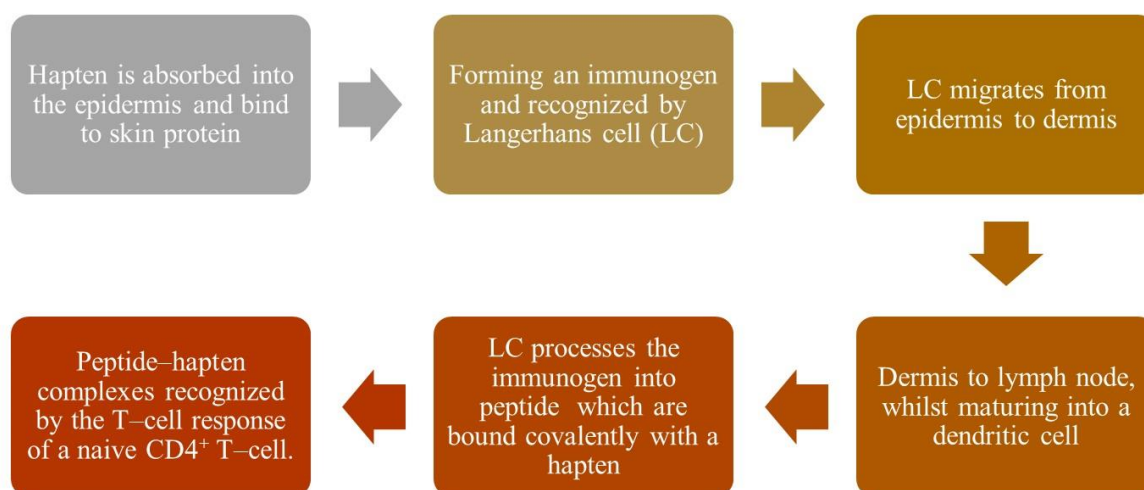 Hapten is absorbed into
the epidermis and bind
to skin protein
Forming an immunogen
and recognized by
Langerhans cell (LC)
LC migrates from
epidermis to dermis
Dermis to lymph node,
whilst maturing into a
dendritic cell
LC processes the
immunogen into
peptide which are
bound covalently with a
hapten
Peptide–hapten
complexes recognized
by the T–cell response
of a naive CD4⁺ T–cell.